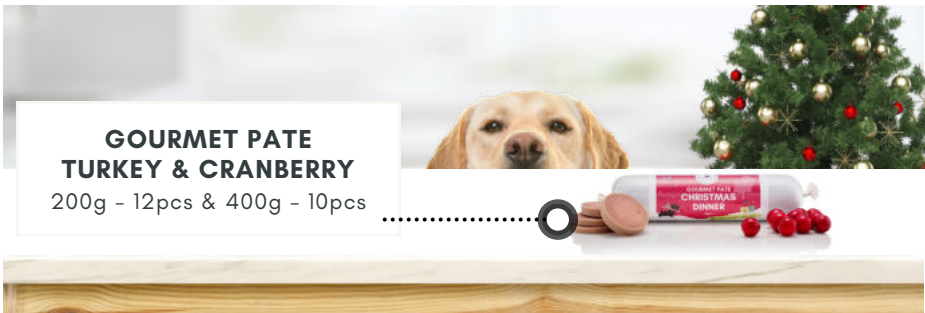 GOURMET PATE
TURKEY & CRANBERRY
200g - 12pcs & 400g - 10pcs
GOURMET PATE
CHRISTMAS
DINNER